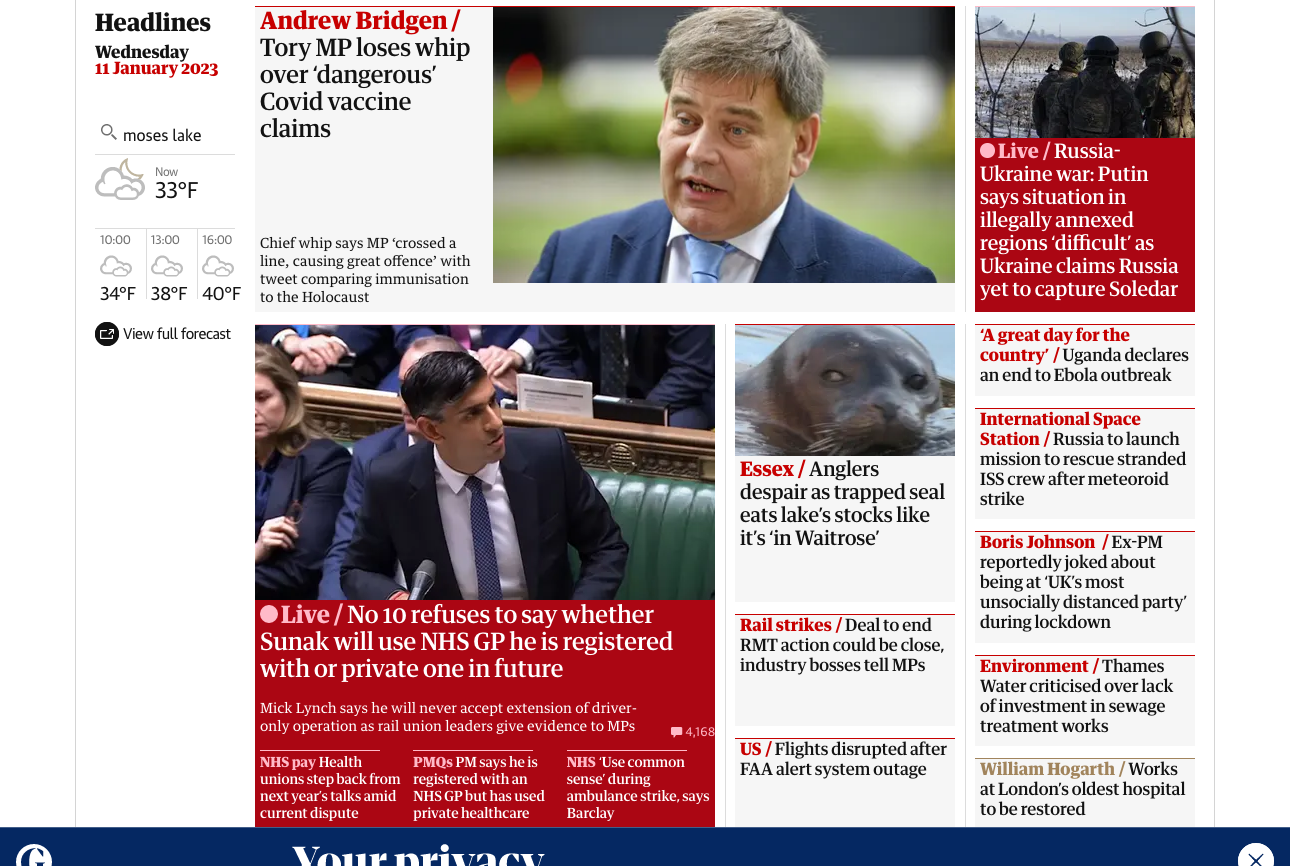 Headlines
Wednesday
11 January 2023
moses lake
Now
33°F
10:00
13:00
16:00
34°F
38°F
40°F
View full forecast
Andrew Bridgen /
Tory MP loses whip
over ‘dangerous’
Covid vaccine
claims
Chief whip says MP ‘crossed a
line, causing great offence’ with
tweet comparing immunisation
to the Holocaust
Live / Russia-
Ukraine war: Putin
says situation in
illegally annexed
regions ‘difficult’ as
Ukraine claims Russia
yet to capture Soledar
Live / No 10 refuses to say whether
Sunak will use NHS GP he is registered
with or private one in future
Mick Lynch says he will never accept extension of driver-
only operation as rail union leaders give evidence to MPs
4,168
NHS pay Health
unions step back from
next year’s talks amid
current dispute
PMQs PM says he is
registered with an
NHS GP but has used
private healthcare
NHS ‘Use common
sense’ during
ambulance strike, says
Barclay
Essex / Anglers
despair as trapped seal
eats lake’s stocks like
it’s ‘in Waitrose’
Rail strikes / Deal to end
RMT action could be close,
industry bosses tell MPs
US / Flights disrupted after
FAA alert system outage
‘A great day for the
country’ / Uganda declares
an end to Ebola outbreak
International Space
Station / Russia to launch
mission to rescue stranded
ISS crew after meteoroid
strike
Boris Johnson / Ex-PM
reportedly joked about
being at ‘UK’s most
unsocially distanced party’
during lockdown
Environment / Thames
Water criticised over lack
of investment in sewage
treatment works
William Hogarth / Works
at London’s oldest hospital
to be restored
Your privacy